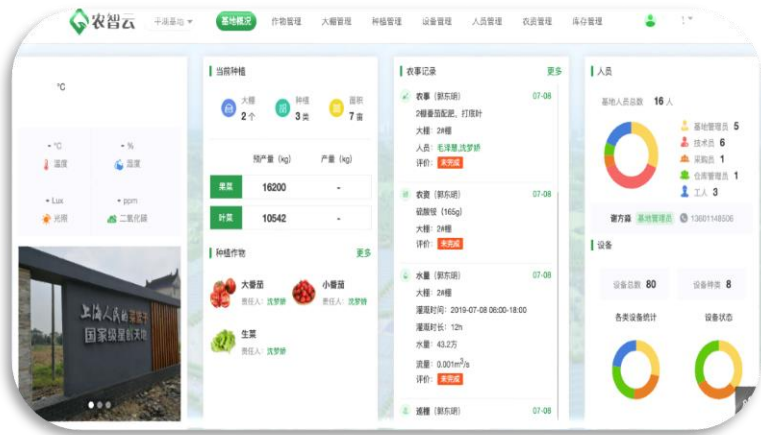 农智云
基地概况 作物管理 大棚管理 种植管理 设备管理 人员管理 农资管理 库存管理
°C
- °C
温度
- %
湿度
- Lux
光照
- ppm
二氧化碳
上海人民的菜篮子
国家级星创天地
当前种植
大棚
2个
种植
3类
面积
7亩
预产量（kg） 产量（kg）
果菜 16200 -
叶菜 10542 -
种植作物 更多
大番茄
责任人：沈梦娇
小番茄
责任人：沈梦娇
生菜
责任人：沈梦娇
农事记录 更多
农事（郭东明） 07-08
2棚番茄配肥、打底叶
大棚：2#棚
人员：毛泽慧,沈梦娇
评价：未完成
农资（郭东明） 07-08
硫酸铵（165g）
大棚：2#棚
评价：未完成
水量（郭东明） 07-08
大棚：2#棚
灌溉时间：2019-07-08 06:00-18:00
灌溉时长：12h
水量：43.2方
流量：0.001m³/s
评价：未完成
巡棚（郭东明） 07-08
人员
基地人员总数 16 人
基地管理员 5
技术员 6
采购员 1
仓库管理员 1
工人 3
基地管理员 13601148506
设备
设备总数 80 设备种类 8
各类设备统计 设备状态